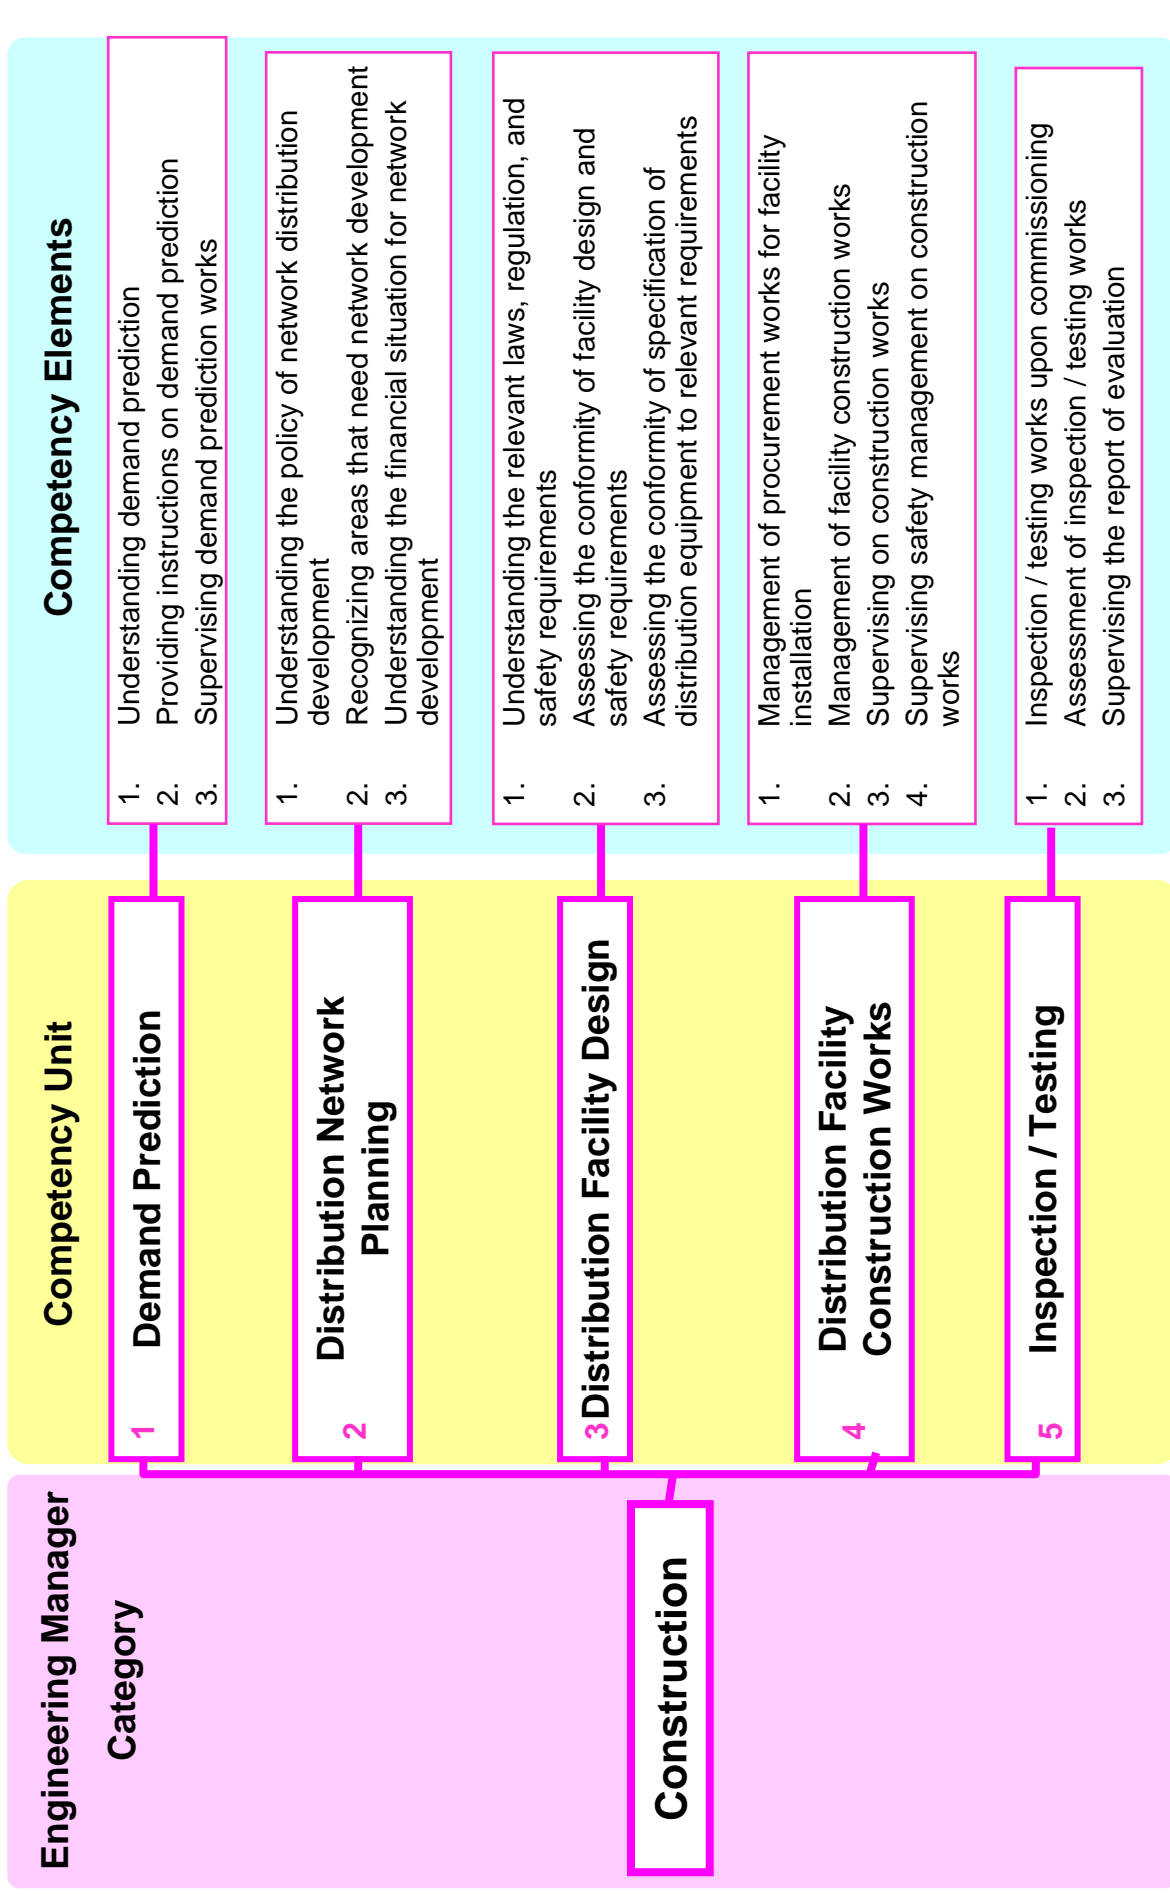 Engineering Manager
Category
Construction
Competency Unit
1 Demand Prediction
2 Distribution Network
Planning
3 Distribution Facility Design
4 Distribution Facility
Construction Works
5 Inspection / Testing
Competency Elements
1. Understanding demand prediction
2. Providing instructions on demand prediction
3. Supervising demand prediction works
1. Understanding the policy of network distribution
development
2. Recognizing areas that need network development
3. Understanding the financial situation for network
development
1. Understanding the relevant laws, regulation, and
safety requirements
2. Assessing the conformity of facility design and
safety requirements
3. Assessing the conformity of specification of
distribution equipment to relevant requirements
1. Management of procurement works for facility
installation
2. Management of facility construction works
3. Supervising on construction works
4. Supervising safety management on construction
works
1. Inspection / testing works upon commissioning
2. Assessment of inspection / testing works
3. Supervising the report of evaluation